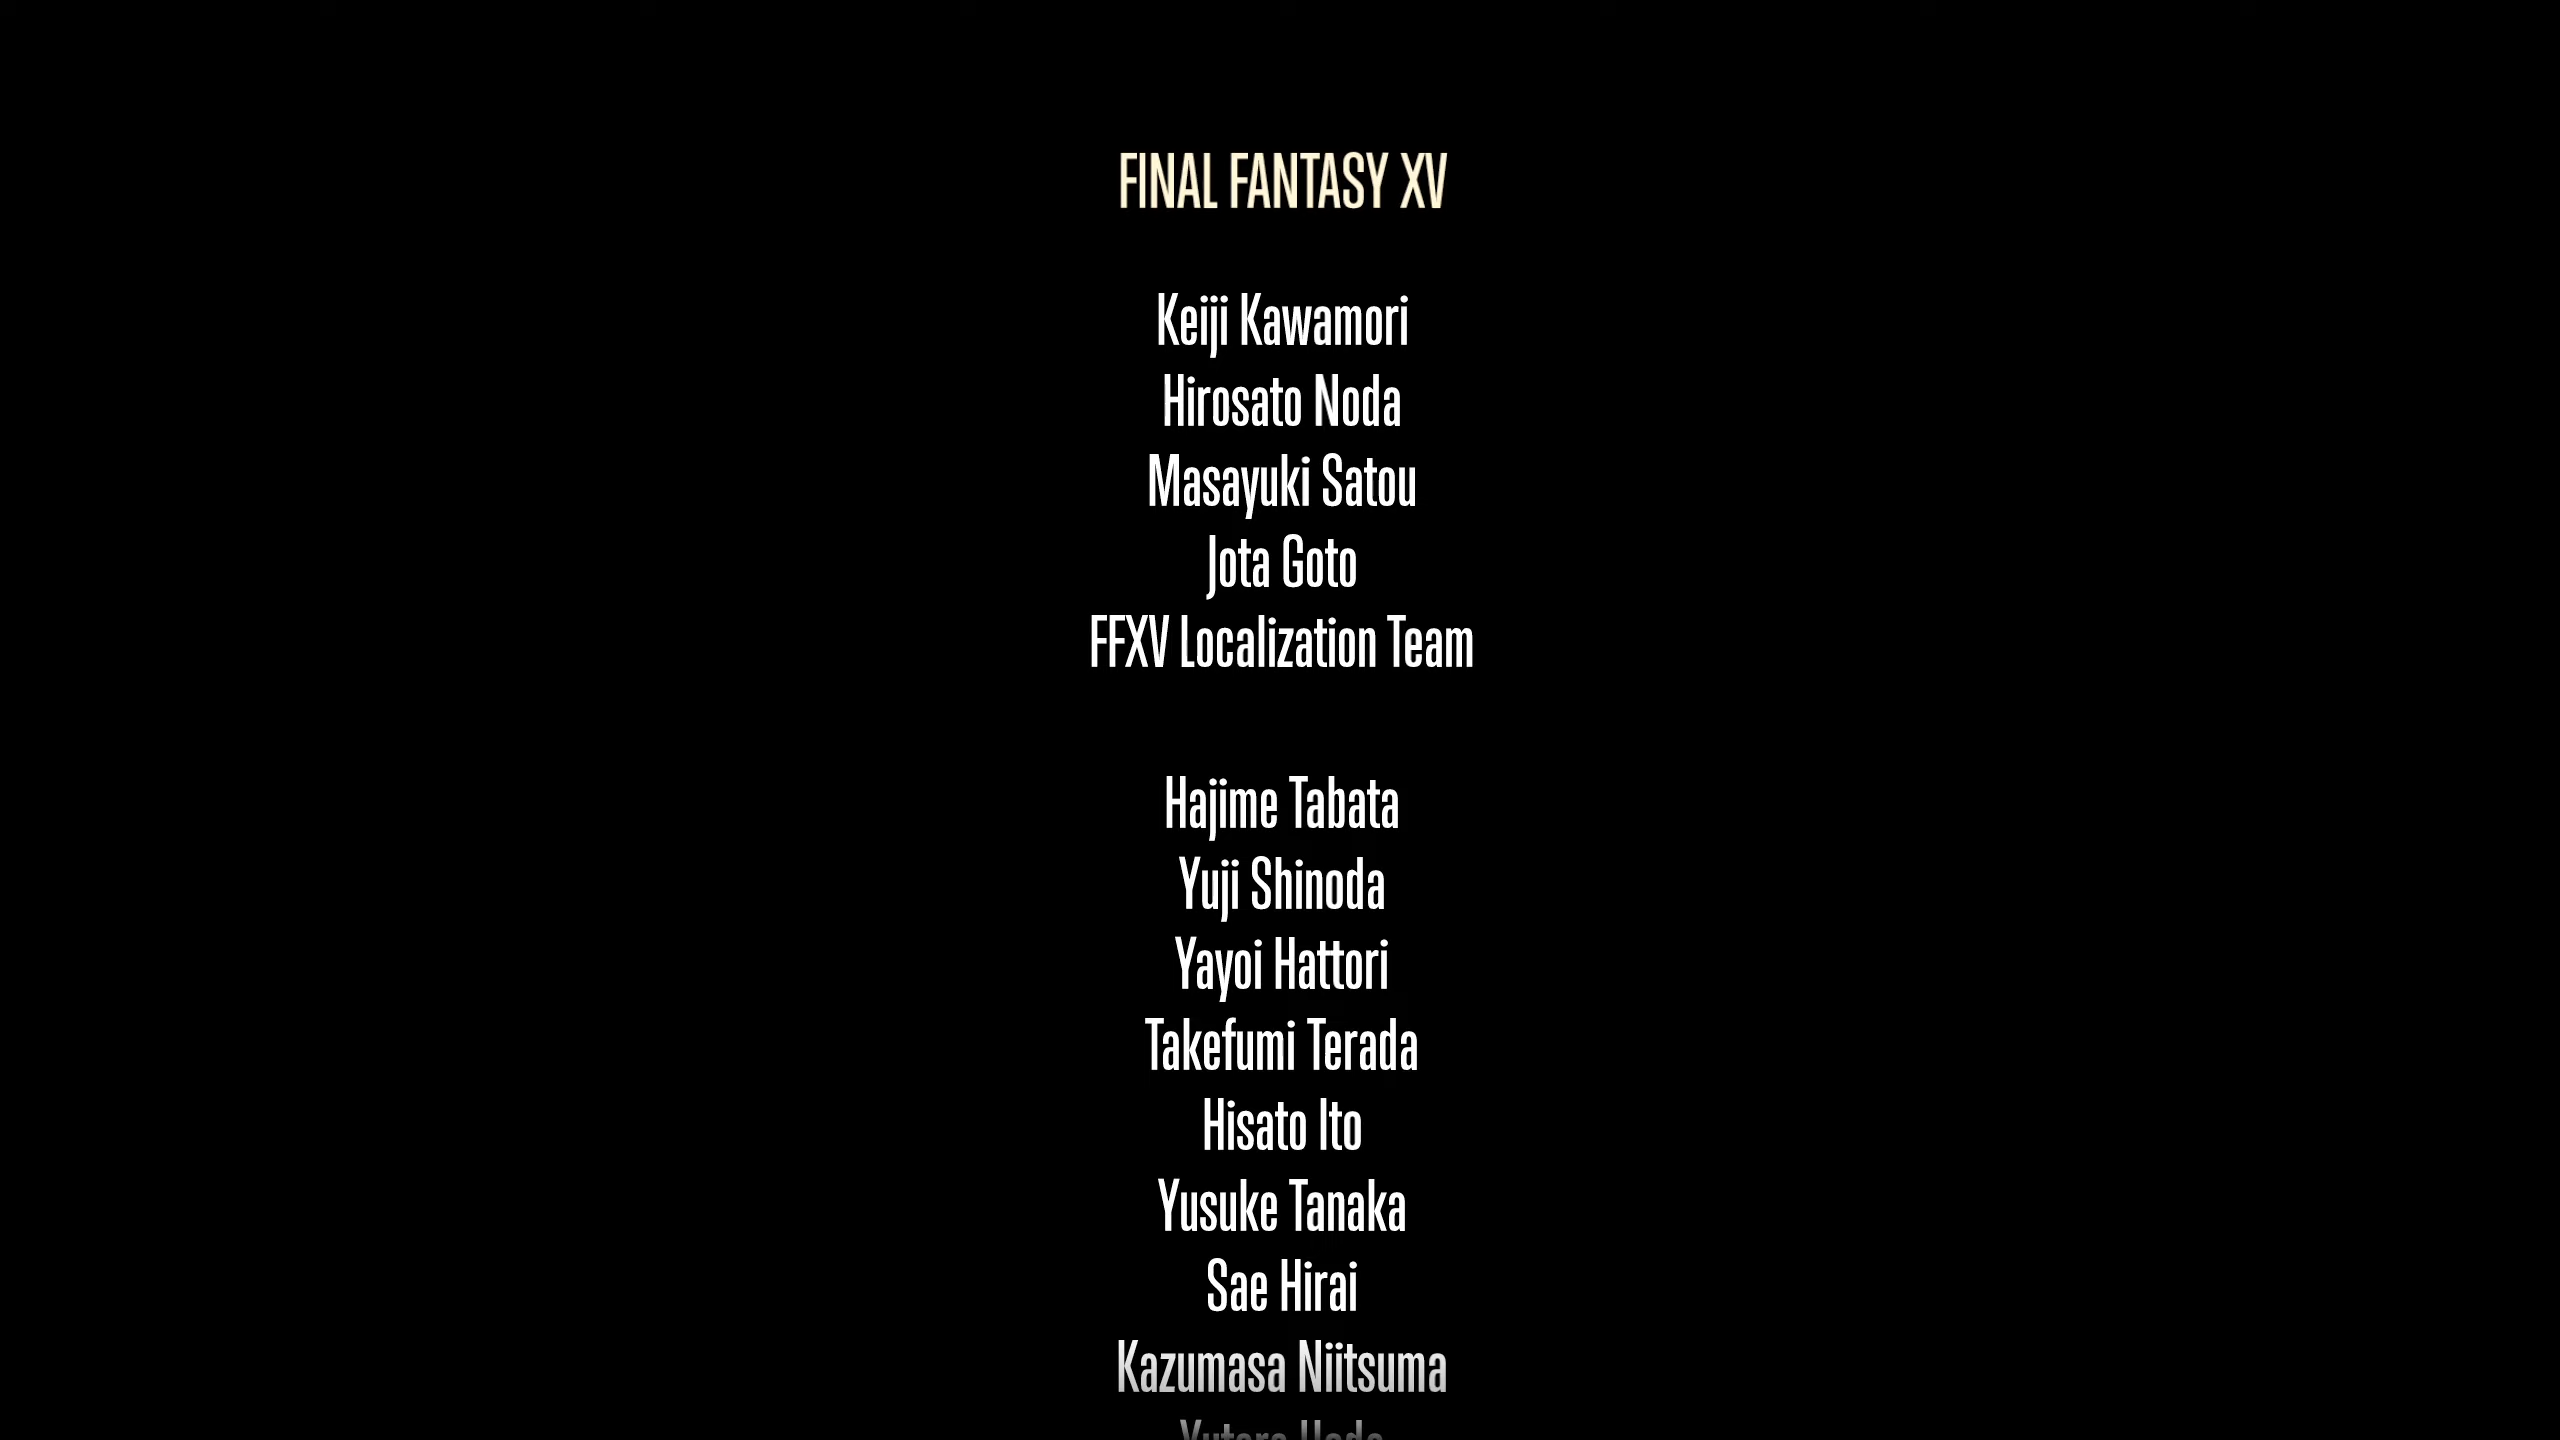 FINAL FANTASY XV
Keiji Kawamori
Hirosato Noda
Masayuki Satou
Jota Goto
FFXV Localization Team
Hajime Tabata
Yuji Shinoda
Yayoi Hattori
Takefumi Terada
Hisato Ito
Yusuke Tanaka
Sae Hirai
Kazumasa Niitsuma